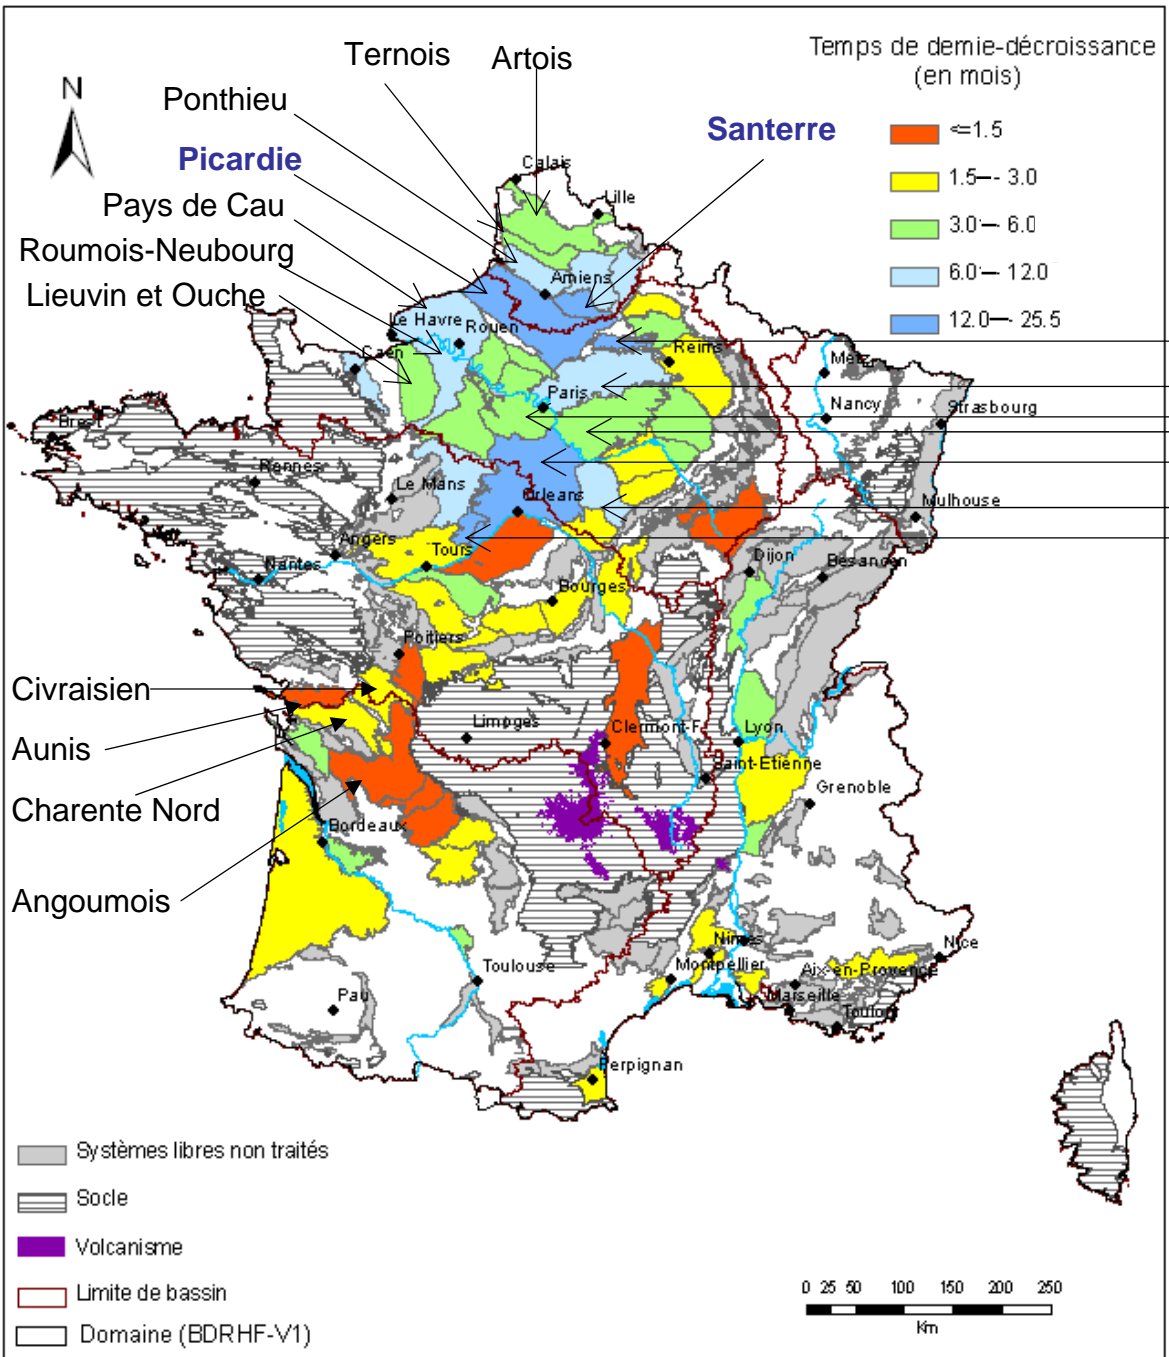 Temps de demie-décroissance
(en mois)
<=1.5
1.5–- 3.0
3.0'–- 6.0
6.0'–- 12.0
12.0–- 25.5
N
Ternois
Artois
Ponthieu
Santerre
Picardie
Pays de Cau
Roumois-Neubourg
Lieuvin et Ouche
Calais
Lille
Amiens
Le Havre
Rouen
Caen
Reims
Metz
Paris
Nancy
Strasbourg
Brest
Rennes
Le Mans
Orleans
Mulhouse
Angers
Tours
Nantes
Dijon
Besancon
Bourges
Poitiers
Civraisien
Aunis
Charente Nord
Angoumois
Limoges
Clermont-F.
Lyon
Saint-Etienne
Grenoble
Bordeaux
Nimes
Nice
Toulouse
Montpellier
Aix-en-Provence
Marseille
Toulon
Pau
Perpignan
Systèmes libres non traités
Socle
Volcanisme
Limite de bassin
Domaine (BDRHF-V1)
0 25 50 100 150 200 250
Km